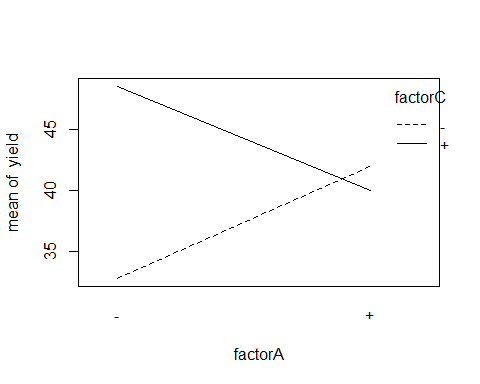 factorC
-
+
mean of yield
45
40
35
- +
factorA